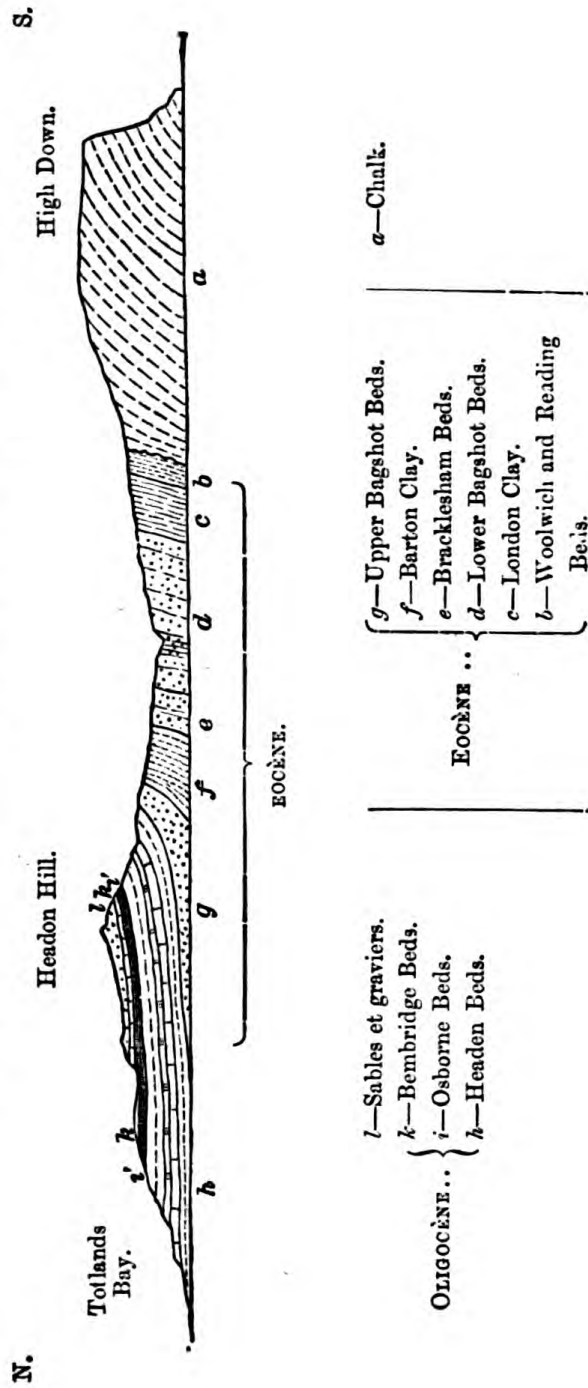 N.
S.
Totlands
Bay.
Headon Hill.
High Down.
i' k
l k i'
h
g
f
e
d
c
b
a
EOCÈNE.
l—Sables et graviers.
k—Bembridge Beds.
i—Osborne Beds.
h—Headen Beds.
OLIGOCÈNE..
g—Upper Bagshot Beds.
f—Barton Clay.
e—Bracklesham Beds.
d—Lower Bagshot Beds.
c—London Clay.
b—Woolwich and Reading
Beds.
EOCÈNE ..
a—Chalk.